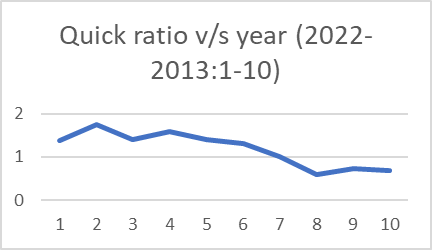 Quick ratio v/s year (2022-
2013:1-10)
2
1
0
1 2 3 4 5 6 7 8 9 10